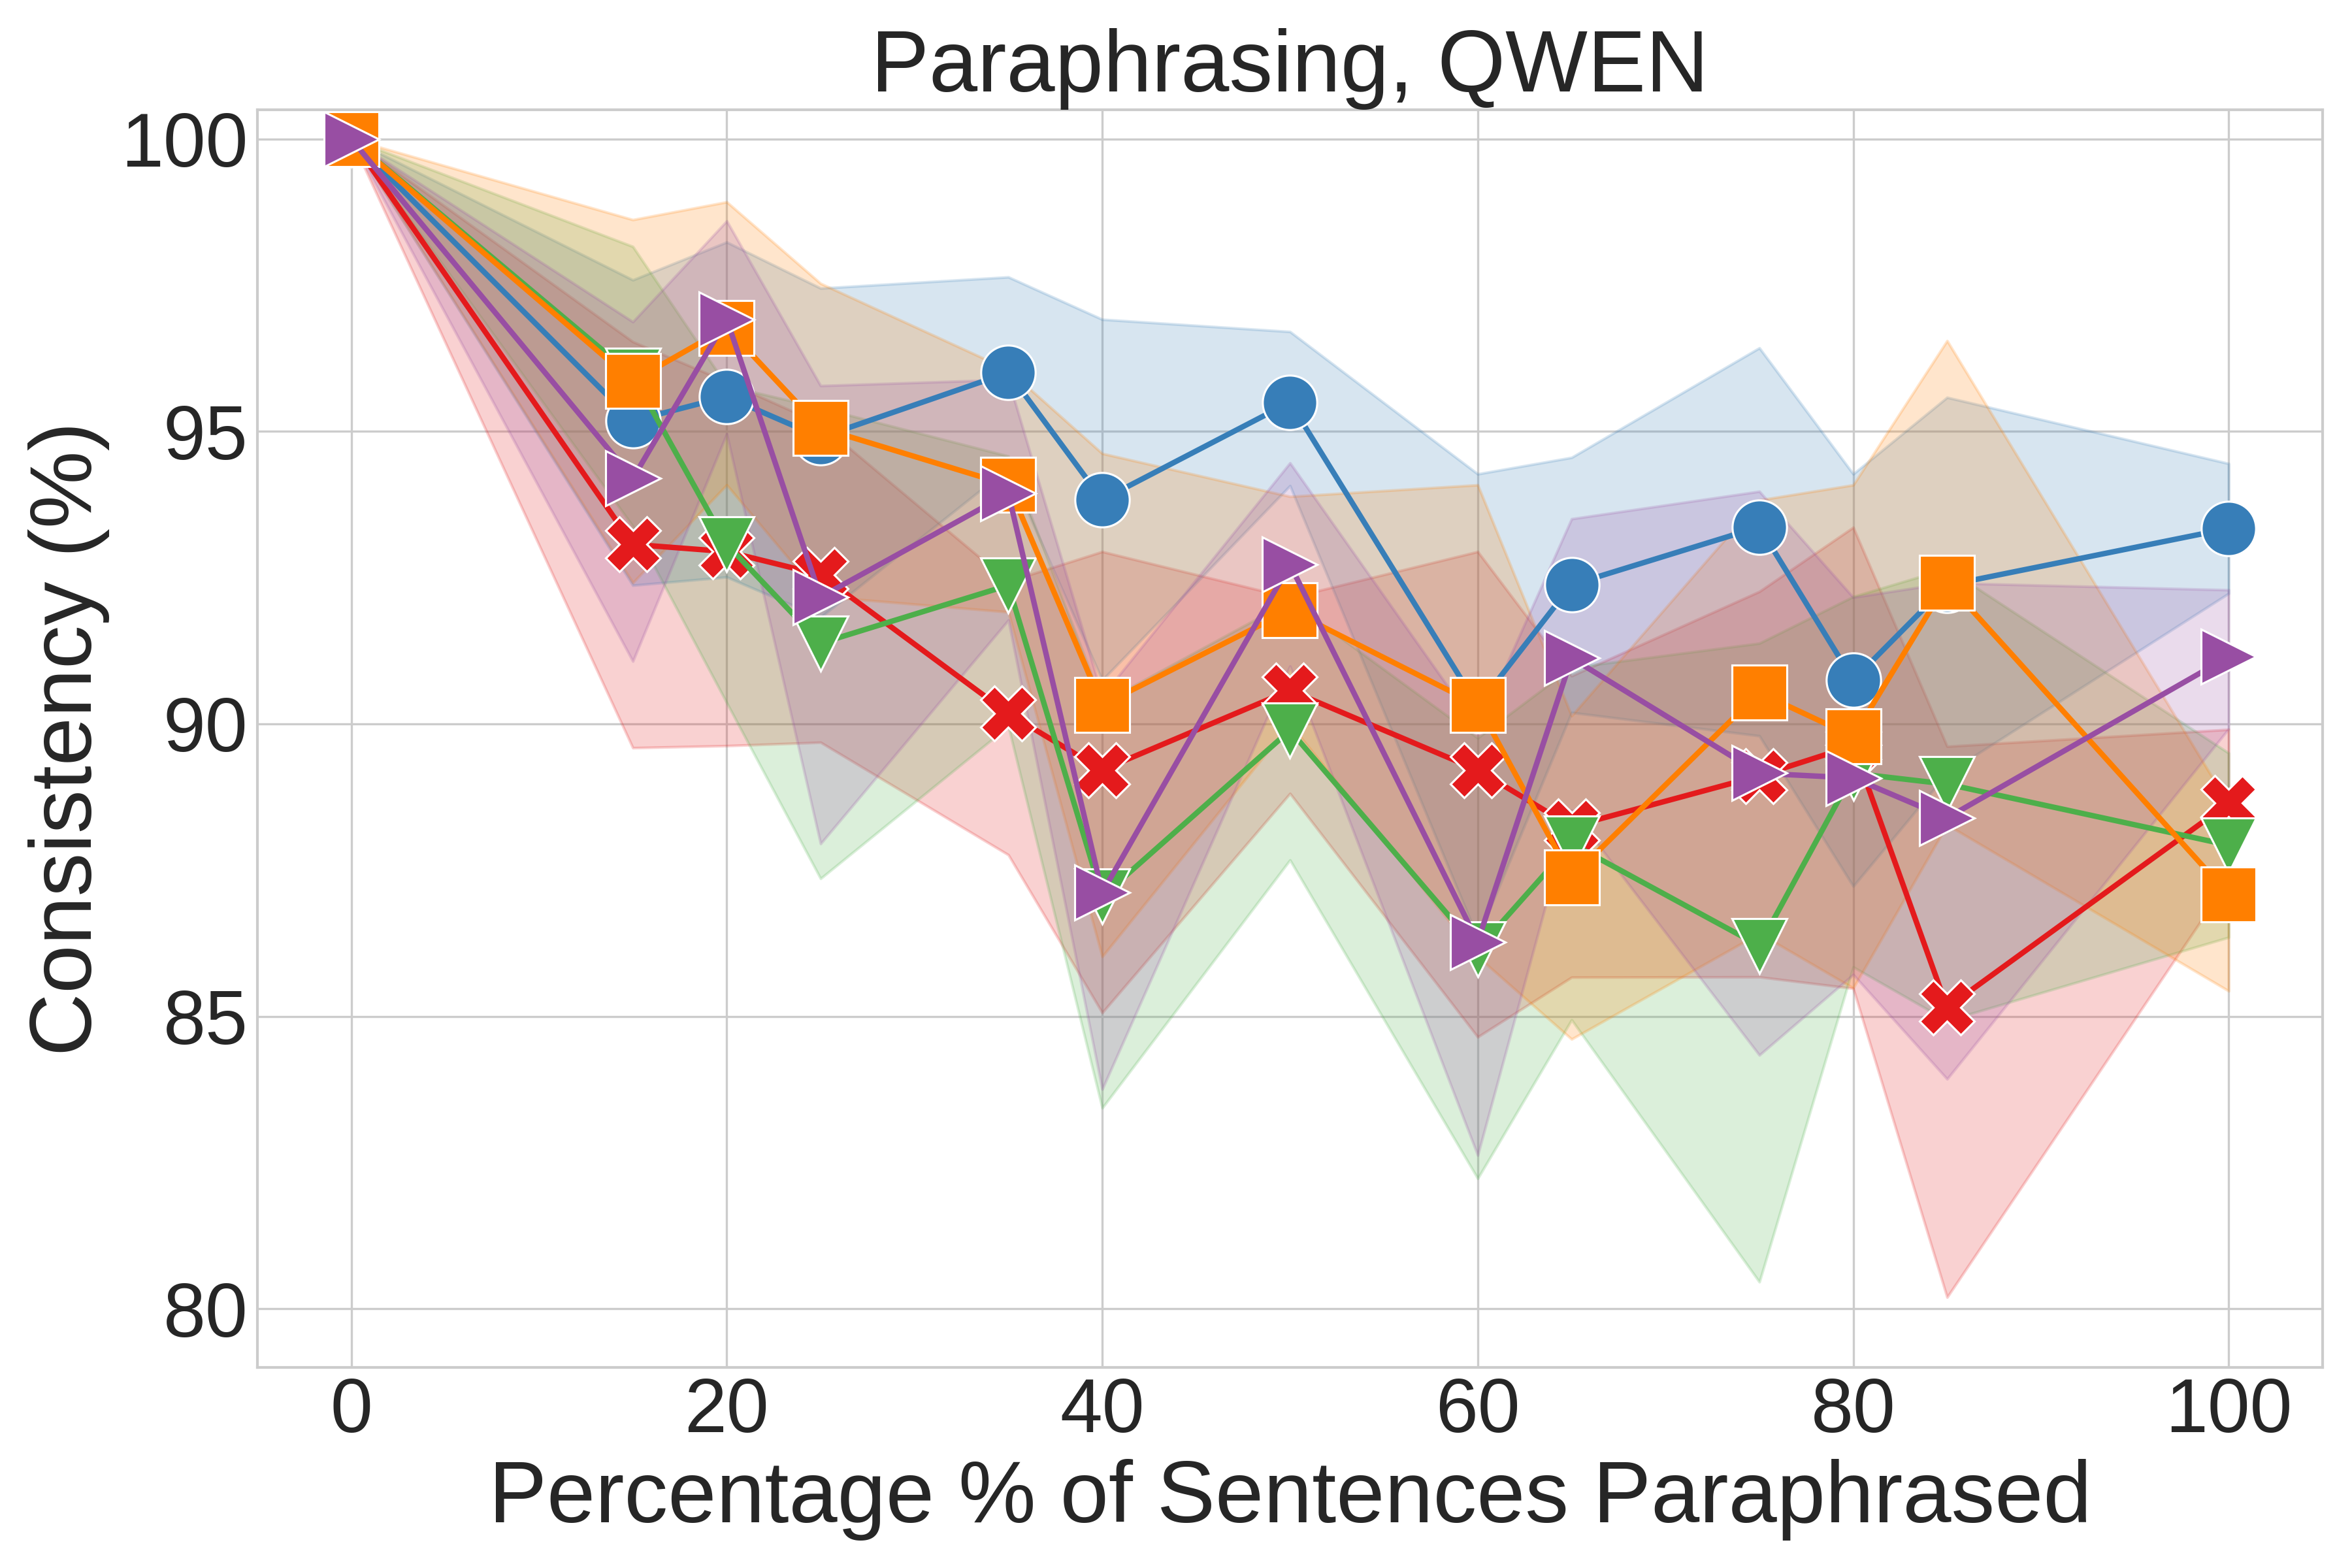 Paraphrasing, QWEN
Consistency (%)
100
95
90
85
80
0 20 40 60 80 100
Percentage % of Sentences Paraphrased